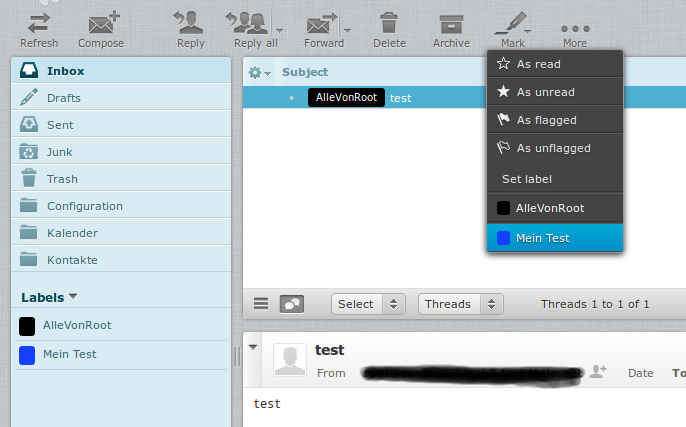 Refresh Compose Reply Reply all Forward Delete Archive Mark More
Inbox
Drafts
Sent
Junk
Trash
Configuration
Kalender
Kontakte
Labels
AlleVonRoot
Mein Test
Subject
AlleVonRoot test
As read
As unread
As flagged
As unflagged
Set label
AlleVonRoot
Mein Test
Select Threads Threads 1 to 1 of 1
test
From Date To
test